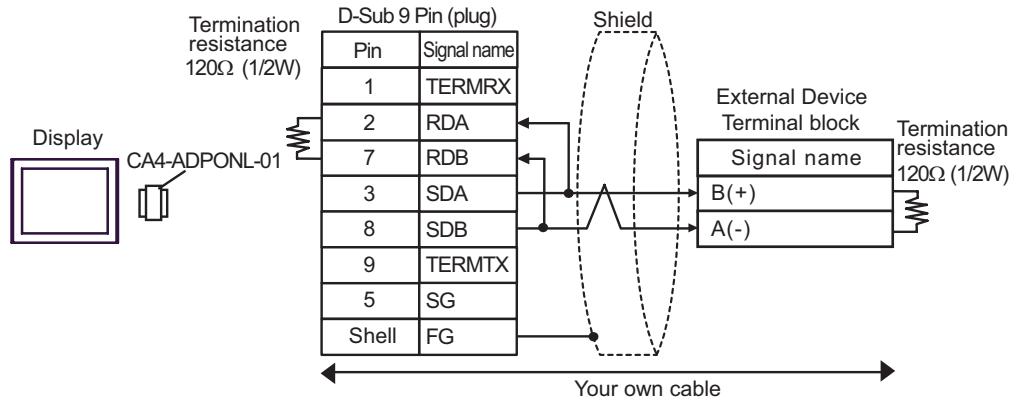 Termination
resistance
120Ω (1/2W)
D-Sub 9 Pin (plug)
Shield
Pin Signal name
1 TERMRX
2 RDA
7 RDB
3 SDA
8 SDB
9 TERMTX
5 SG
Shell FG
Display
CA4-ADPONL-01
External Device
Terminal block
Signal name
B(+)
A(-)
Termination
resistance
120Ω (1/2W)
Your own cable